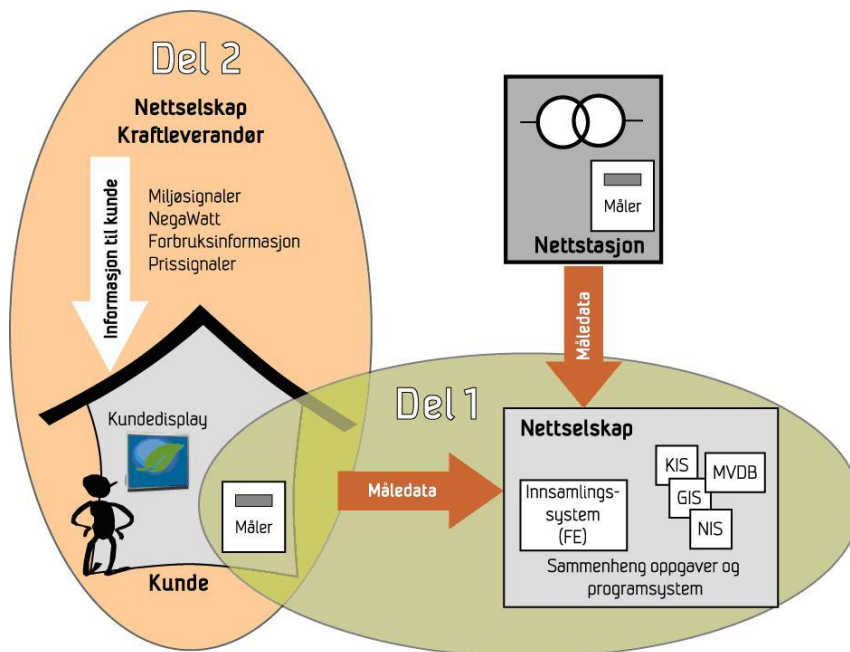 Del 2
Nettselskap
Kraftleverandør
Informasjon til kunde
Miljøsignaler
NegaWatt
Forbruksinformasjon
Prissignaler
Kundedisplay
Måler
Kunde
Måler
Nettstasjon
Måledata
Del 1
Måledata
Nettselskap
Innsamlings-
system
(FE)
KIS
MVDB
GIS
NIS
Sammenheng oppgaver og
programsystem